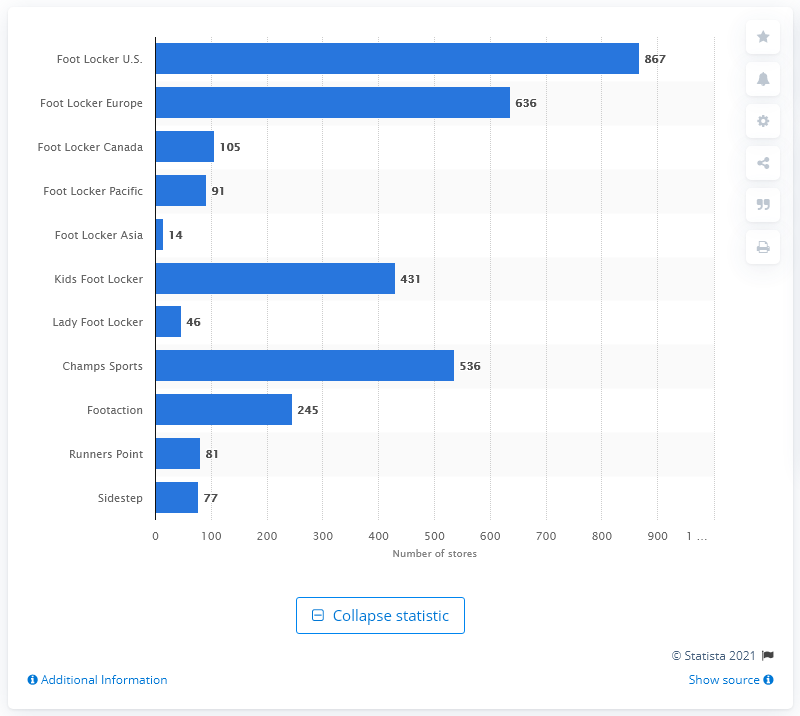 Foot Locker U.S. 867
Foot Locker Europe 636
Foot Locker Canada 105
Foot Locker Pacific 91
Foot Locker Asia 14
Kids Foot Locker 431
Lady Foot Locker 46
Champs Sports 536
Footaction 245
Runners Point 81
Sidestep 77
0 100 200 300 400 500 600 700 800 900 1 ...
Number of stores
Collapse statistic
© Statista 2021
Additional Information Show source